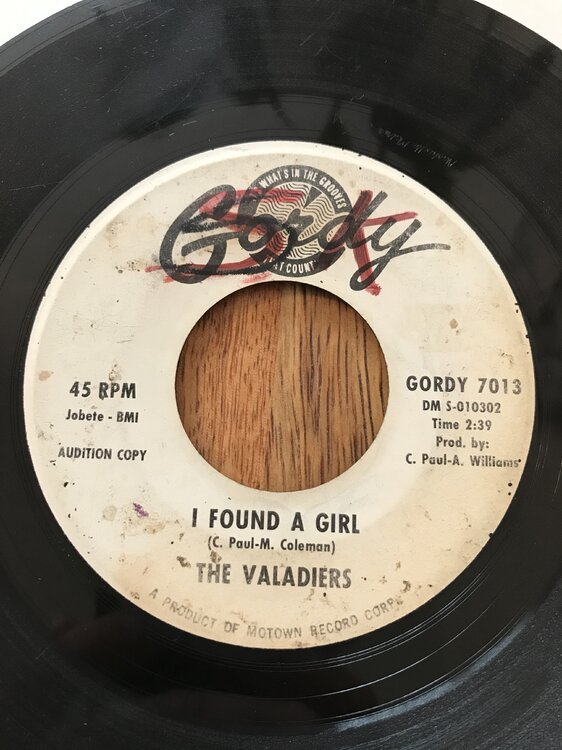 Gordy
WHAT'S IN THE GROOVES
AT COUNT
45 RPM
Jobete - BMI
AUDITION COPY
GORDY 7013
DM S-010302
Time 2:39
Prod. by:
C. Paul-A. Williams
I FOUND A GIRL
(C. Paul-M. Coleman)
THE VALADIERS
A PRODUCT OF MOTOWN RECORD CORP.